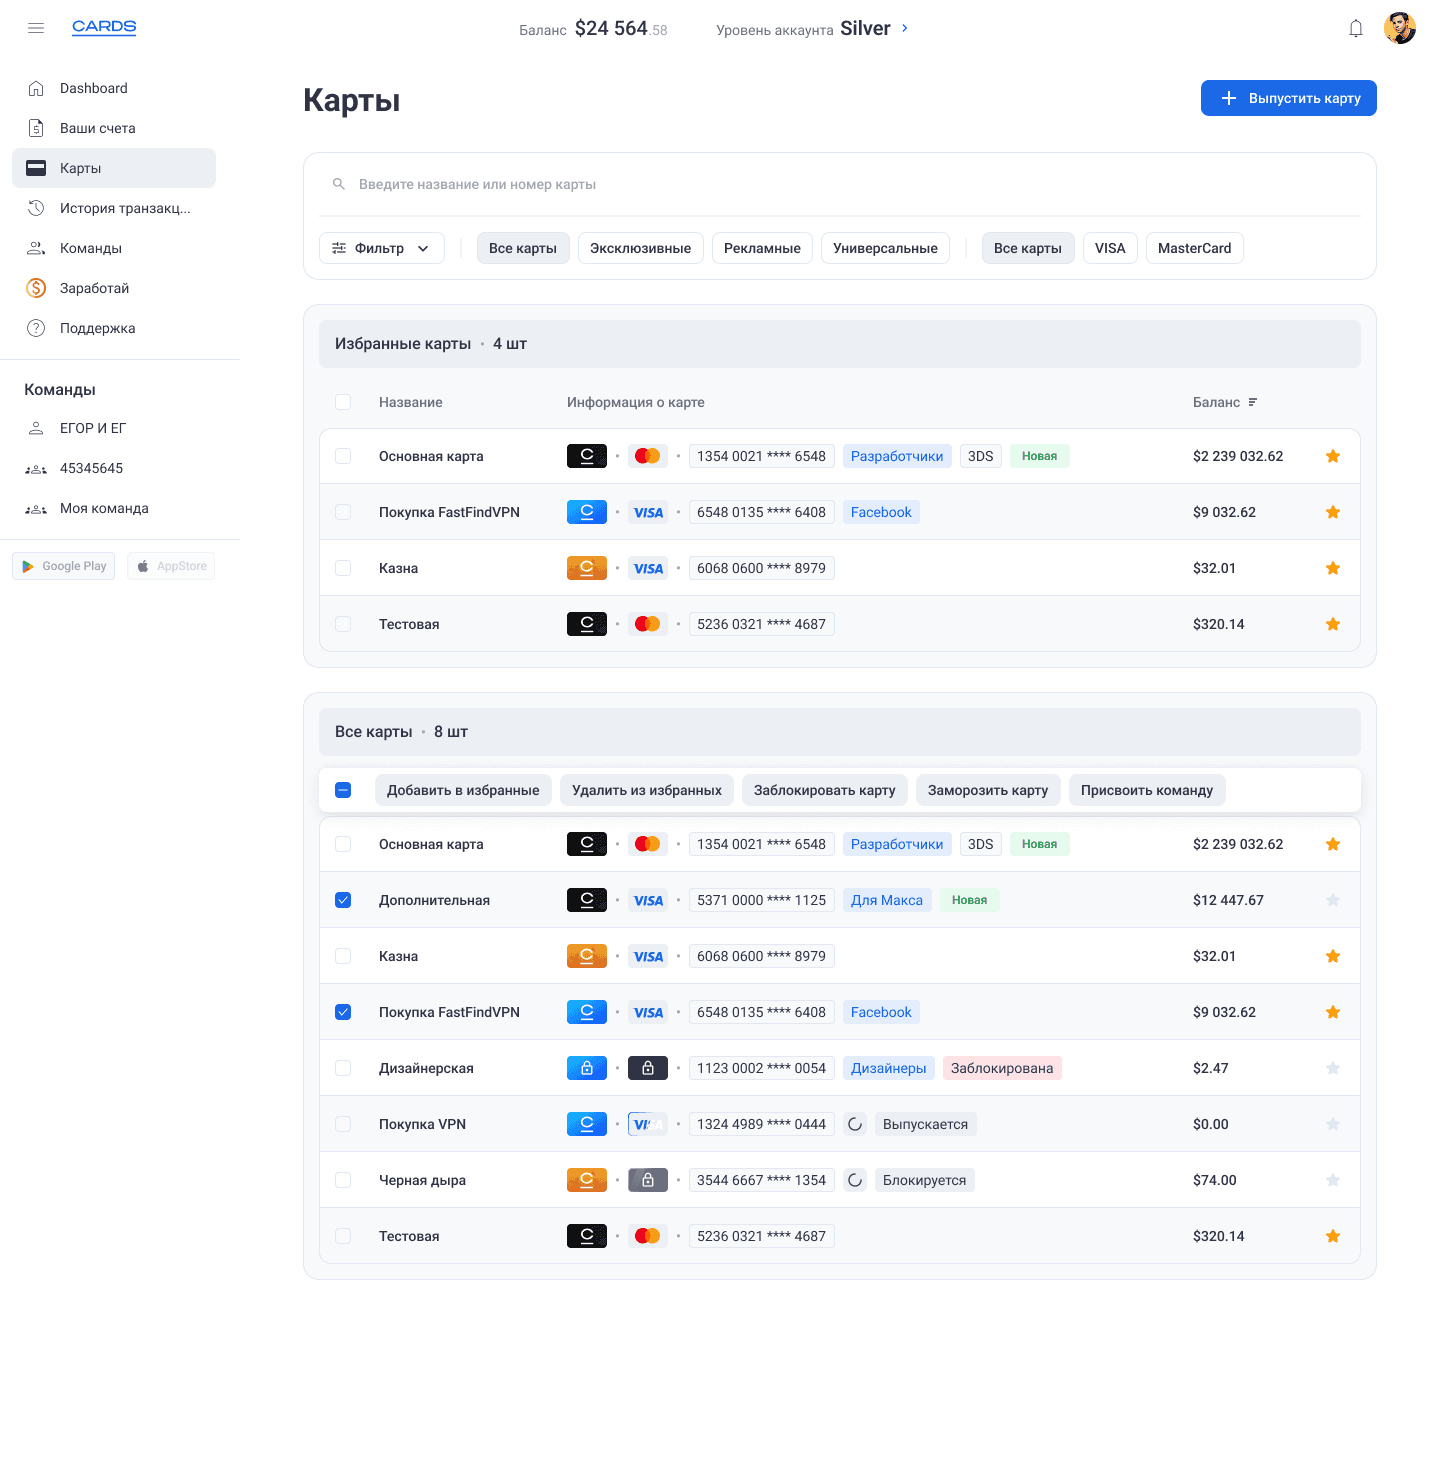 CARDS
Баланс $24 564.58 Уровень аккаунта Silver
Dashboard
Ваши счета
Карты
История транзакц...
Команды
Заработай
Поддержка
Команды
ЕГОР И ЕГ
45345645
Моя команда
Google Play AppStore
Карты
Выпустить карту
Введите название или номер карты
Фильтр Все карты Эксклюзивные Рекламные Универсальные Все карты VISA MasterCard
Избранные карты • 4 шт
Название Информация о карте Баланс
Основная карта • • 1354 0021 **** 6548 Разработчики 3DS Новая $2 239 032.62
Покупка FastFindVPN • VISA • 6548 0135 **** 6408 Facebook $9 032.62
Казна • VISA • 6068 0600 **** 8979 $32.01
Тестовая • • 5236 0321 **** 4687 $320.14
Все карты • 8 шт
Добавить в избранные Удалить из избранных Заблокировать карту Заморозить карту Присвоить команду
Основная карта • • 1354 0021 **** 6548 Разработчики 3DS Новая $2 239 032.62
Дополнительная • VISA • 5371 0000 **** 1125 Для Макса Новая $12 447.67
Казна • VISA • 6068 0600 **** 8979 $32.01
Покупка FastFindVPN • VISA • 6548 0135 **** 6408 Facebook $9 032.62
Дизайнерская • • 1123 0002 **** 0054 Дизайнеры Заблокирована $2.47
Покупка VPN • VISA • 1324 4989 **** 0444 Выпускается $0.00
Черная дыра • • 3544 6667 **** 1354 Блокируется $74.00
Тестовая • • 5236 0321 **** 4687 $320.14